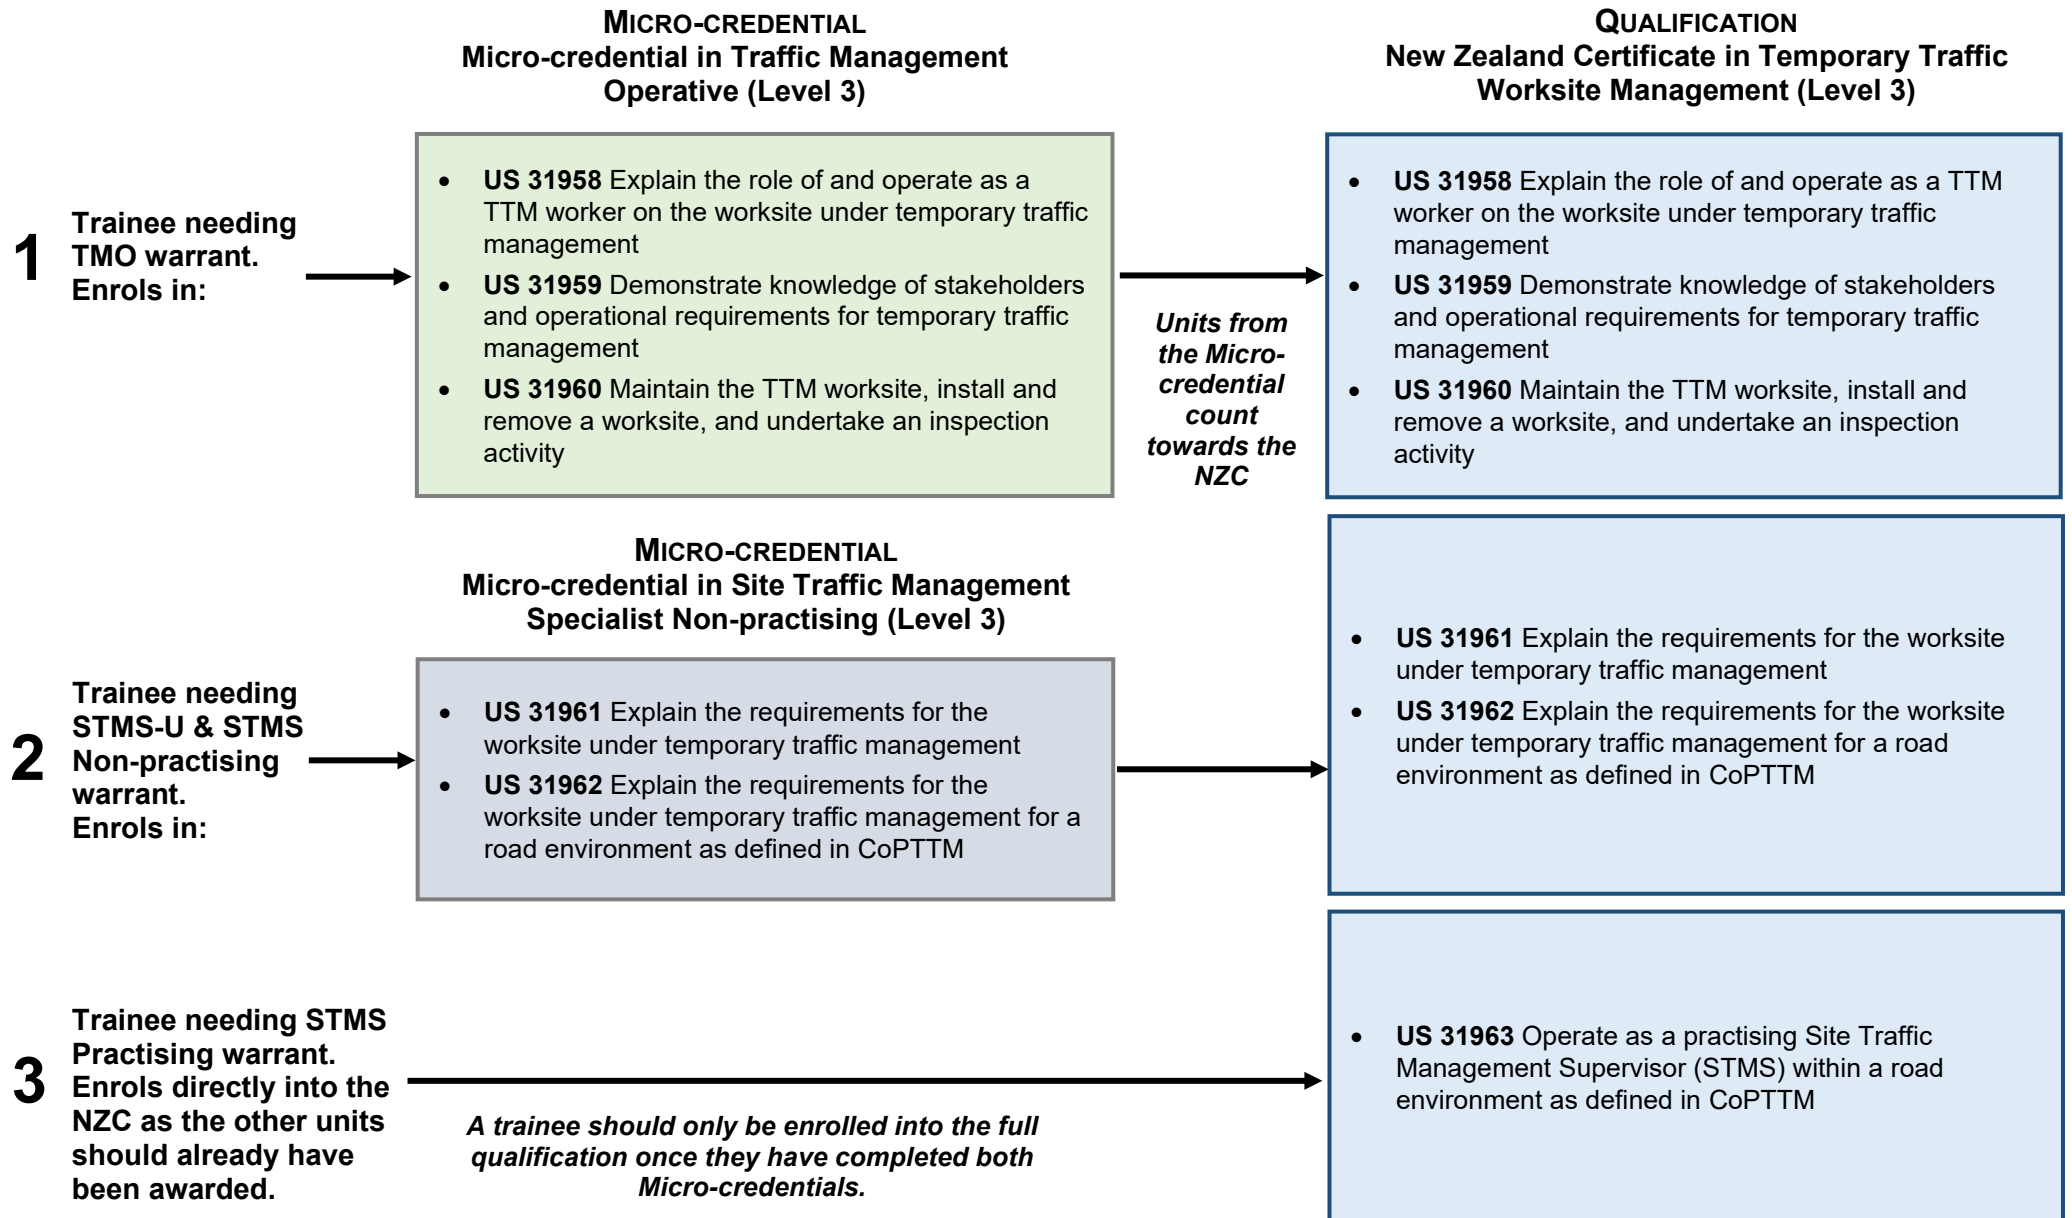 MICRO-CREDENTIAL
Micro-credential in Traffic Management
Operative (Level 3)
QUALIFICATION
New Zealand Certificate in Temporary Traffic
Worksite Management (Level 3)
1
Trainee needing
TMO warrant.
Enrols in:
• US 31958 Explain the role of and operate as a
TTM worker on the worksite under temporary traffic
management
• US 31959 Demonstrate knowledge of stakeholders
and operational requirements for temporary traffic
management
• US 31960 Maintain the TTM worksite, install and
remove a worksite, and undertake an inspection
activity
Units from
the Micro-
credential
count
towards the
NZC
• US 31958 Explain the role of and operate as a TTM
worker on the worksite under temporary traffic
management
• US 31959 Demonstrate knowledge of stakeholders
and operational requirements for temporary traffic
management
• US 31960 Maintain the TTM worksite, install and
remove a worksite, and undertake an inspection
activity
MICRO-CREDENTIAL
Micro-credential in Site Traffic Management
Specialist Non-practising (Level 3)
2
Trainee needing
STMS-U & STMS
Non-practising
warrant.
Enrols in:
• US 31961 Explain the requirements for the
worksite under temporary traffic management
• US 31962 Explain the requirements for the
worksite under temporary traffic management for a
road environment as defined in CoPTTM
• US 31961 Explain the requirements for the worksite
under temporary traffic management
• US 31962 Explain the requirements for the worksite
under temporary traffic management for a road
environment as defined in CoPTTM
3
Trainee needing STMS
Practising warrant.
Enrols directly into the
NZC as the other units
should already have
been awarded.
A trainee should only be enrolled into the full
qualification once they have completed both
Micro-credentials.
• US 31963 Operate as a practising Site Traffic
Management Supervisor (STMS) within a road
environment as defined in CoPTTM